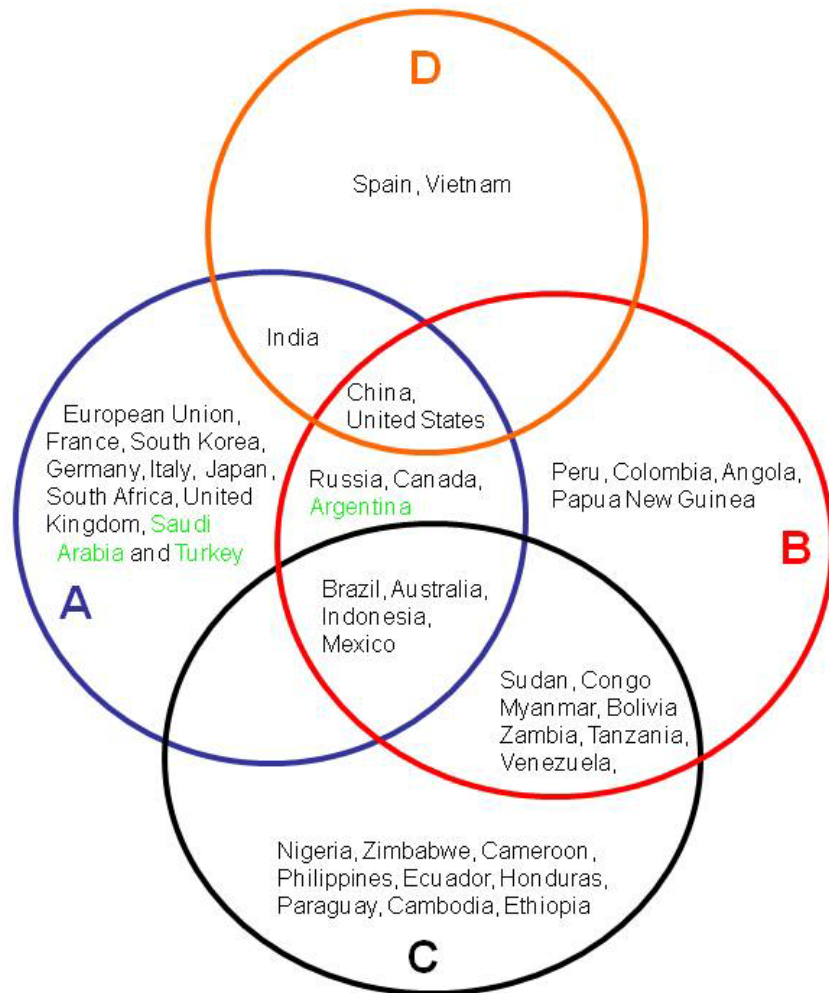 D
Spain, Vietnam
India
China,
United States
European Union,
France, South Korea,
Germany, Italy, Japan,
South Africa, United
Kingdom, Saudi
Arabia and Turkey
A
Russia, Canada,
Argentina
Peru, Colombia, Angola,
Papua New Guinea
B
Brazil, Australia,
Indonesia,
Mexico
Sudan, Congo
Myanmar, Bolivia
Zambia, Tanzania,
Venezuela,
Nigeria, Zimbabwe, Cameroon,
Philippines, Ecuador, Honduras,
Paraguay, Cambodia, Ethiopia
C